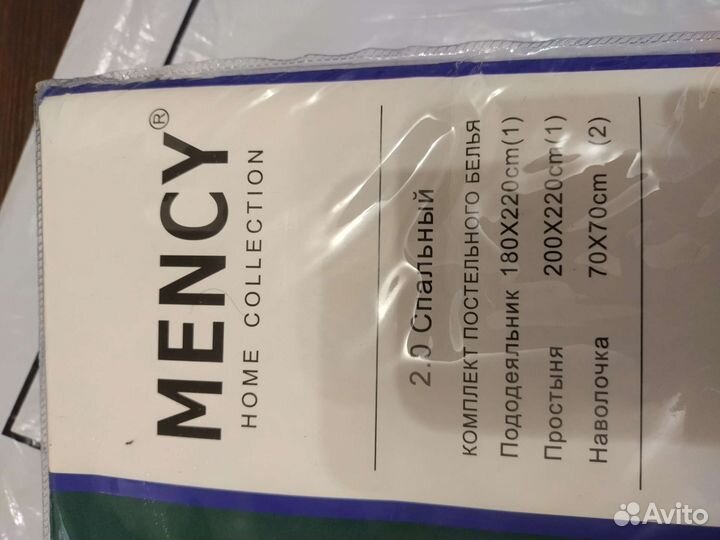 MENCY®
HOME COLLECTION
2.0 Спальный
КОМПЛЕКТ ПОСТЕЛЬНОГО БЕЛЬЯ
Пододеяльник 180X220cm(1)
Простыня 200X220cm(1)
Наволочка 70X70cm (2)
Avito